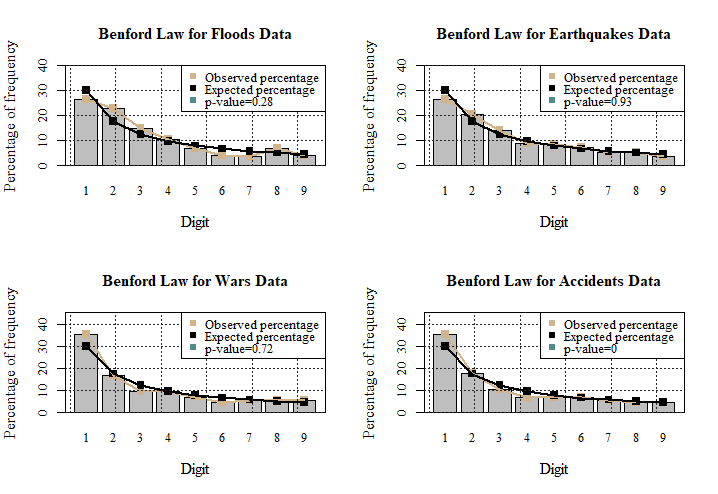 Benford Law for Floods Data
Percentage of frequency
40
30
20
10
0
Observed percentage
Expected percentage
p-value=0.28
1 2 3 4 5 6 7 8 9
Digit
Benford Law for Earthquakes Data
Percentage of frequency
40
30
20
10
0
Observed percentage
Expected percentage
p-value=0.93
1 2 3 4 5 6 7 8 9
Digit
Benford Law for Wars Data
Percentage of frequency
40
30
20
10
0
Observed percentage
Expected percentage
p-value=0.72
1 2 3 4 5 6 7 8 9
Digit
Benford Law for Accidents Data
Percentage of frequency
40
30
20
10
0
Observed percentage
Expected percentage
p-value=0
1 2 3 4 5 6 7 8 9
Digit